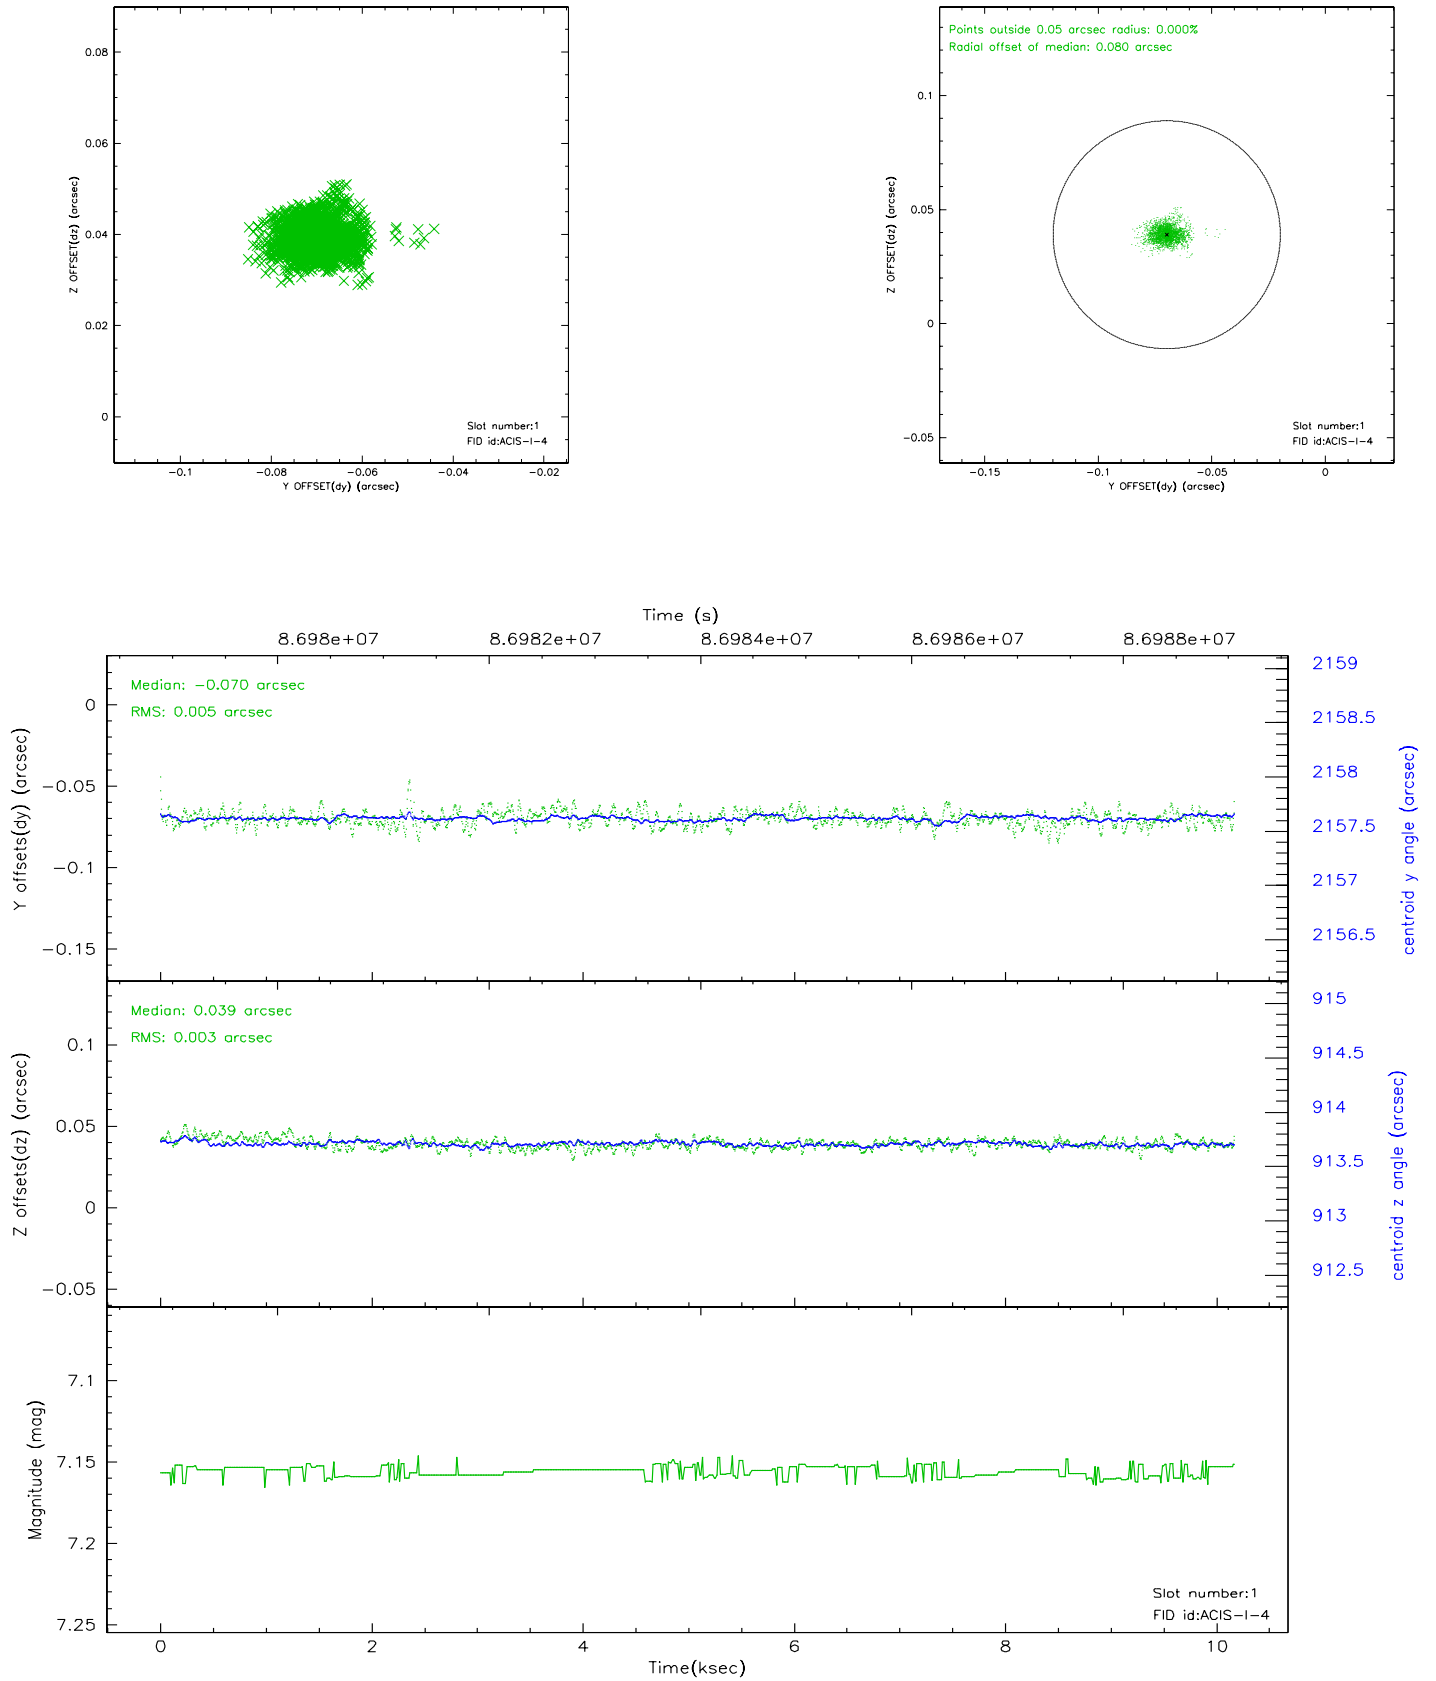 0.08
0.06
0.04
0.02
0
Z OFFSET(dz) (arcsec)
Slot number:1
FID id:ACIS-I-4
-0.1
-0.08
-0.06
-0.04
-0.02
Y OFFSET(dy) (arcsec)
Points outside 0.05 arcsec radius: 0.000%
Radial offset of median: 0.080 arcsec
0.1
0.05
0
-0.05
Z OFFSET(dz) (arcsec)
Slot number:1
FID id:ACIS-I-4
-0.15
-0.1
-0.05
0
Y OFFSET(dy) (arcsec)
Time (s)
8.698e+07
8.6982e+07
8.6984e+07
8.6986e+07
8.6988e+07
Median: -0.070 arcsec
RMS: 0.005 arcsec
0
-0.05
-0.1
-0.15
Y offsets(dy) (arcsec)
2159
2158.5
2158
2157.5
2157
2156.5
centroid y angle (arcsec)
Median: 0.039 arcsec
RMS: 0.003 arcsec
0.1
0.05
0
-0.05
Z offsets(dz) (arcsec)
915
914.5
914
913.5
913
912.5
centroid z angle (arcsec)
7.1
7.15
7.2
7.25
Magnitude (mag)
Slot number:1
FID id:ACIS-I-4
0
2
4
6
8
10
Time(ksec)